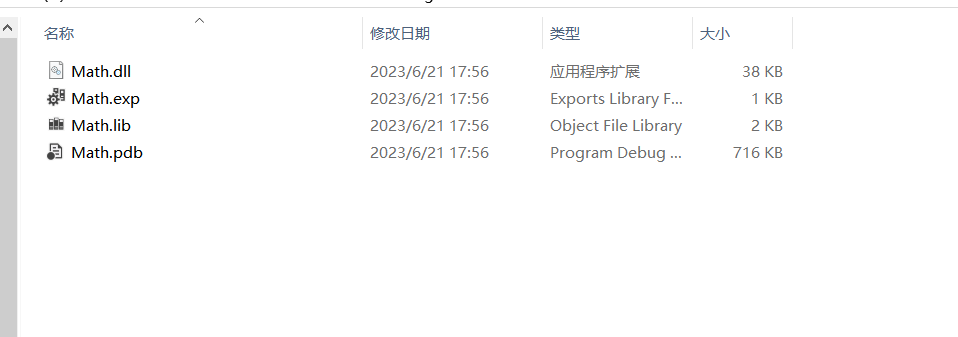 名称 修改日期 类型 大小
Math.dll 2023/6/21 17:56 应用程序扩展 38 KB
Math.exp 2023/6/21 17:56 Exports Library F... 1 KB
Math.lib 2023/6/21 17:56 Object File Library 2 KB
Math.pdb 2023/6/21 17:56 Program Debug ... 716 KB